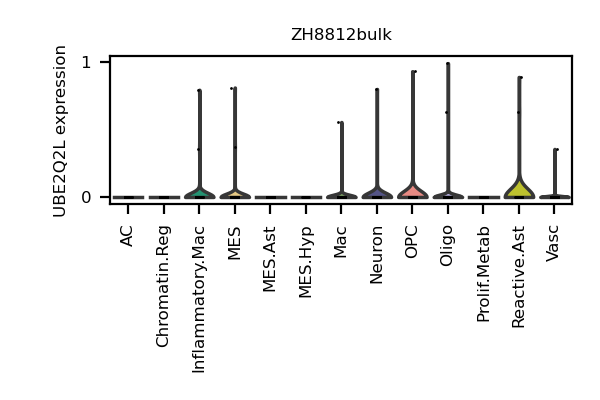 ZH8812bulk
UBE2Q2L expression
1
0
AC
Chromatin.Reg
Inflammatory.Mac
MES
MES.Ast
MES.Hyp
Mac
Neuron
OPC
Oligo
Prolif.Metab
Reactive.Ast
Vasc